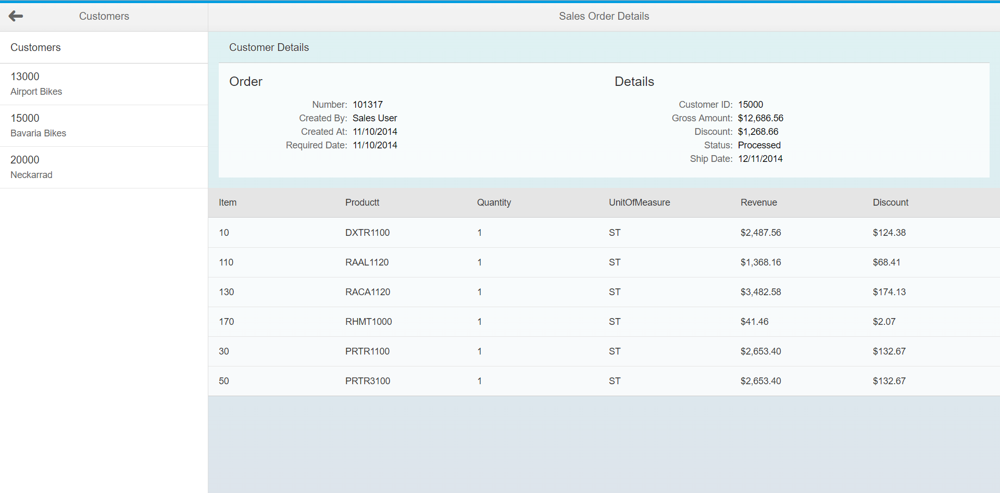 Customers
Sales Order Details
Customers
13000
Airport Bikes
15000
Bavaria Bikes
20000
Neckarrad
Customer Details
Order
Number: 101317
Created By: Sales User
Created At: 11/10/2014
Required Date: 11/10/2014
Details
Customer ID: 15000
Gross Amount: $12,686.56
Discount: $1,268.66
Status: Processed
Ship Date: 12/11/2014
Item Productt Quantity UnitOfMeasure Revenue Discount
10 DXTR1100 1 ST $2,487.56 $124.38
110 RAAL1120 1 ST $1,368.16 $68.41
130 RACA1120 1 ST $3,482.58 $174.13
170 RHMT1000 1 ST $41.46 $2.07
30 PRTR1100 1 ST $2,653.40 $132.67
50 PRTR3100 1 ST $2,653.40 $132.67